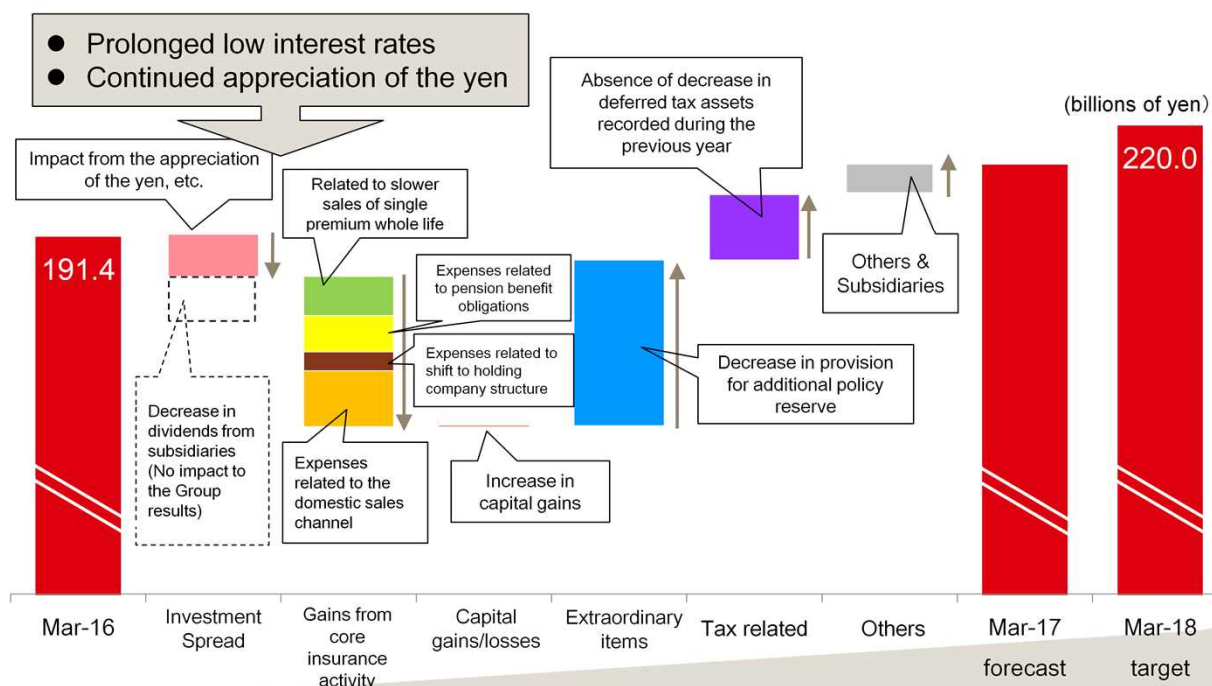 ● Prolonged low interest rates
● Continued appreciation of the yen
Impact from the appreciation
of the yen, etc.
Related to slower
sales of single
premium whole life
Absence of decrease in
deferred tax assets
recorded during the
previous year
(billions of yen)
191.4
220.0
Expenses related
to pension benefit
obligations
Expenses related to
shift to holding
company structure
Others &
Subsidiaries
Decrease in provision
for additional policy
reserve
Decrease in
dividends from
subsidiaries
(No impact to
the Group
results)
Expenses
related to the
domestic sales
channel
Increase in
capital gains
Mar-16
Investment
Spread
Gains from
core
insurance
activity
Capital
gains/losses
Extraordinary
items
Tax related
Others
Mar-17
forecast
Mar-18
target